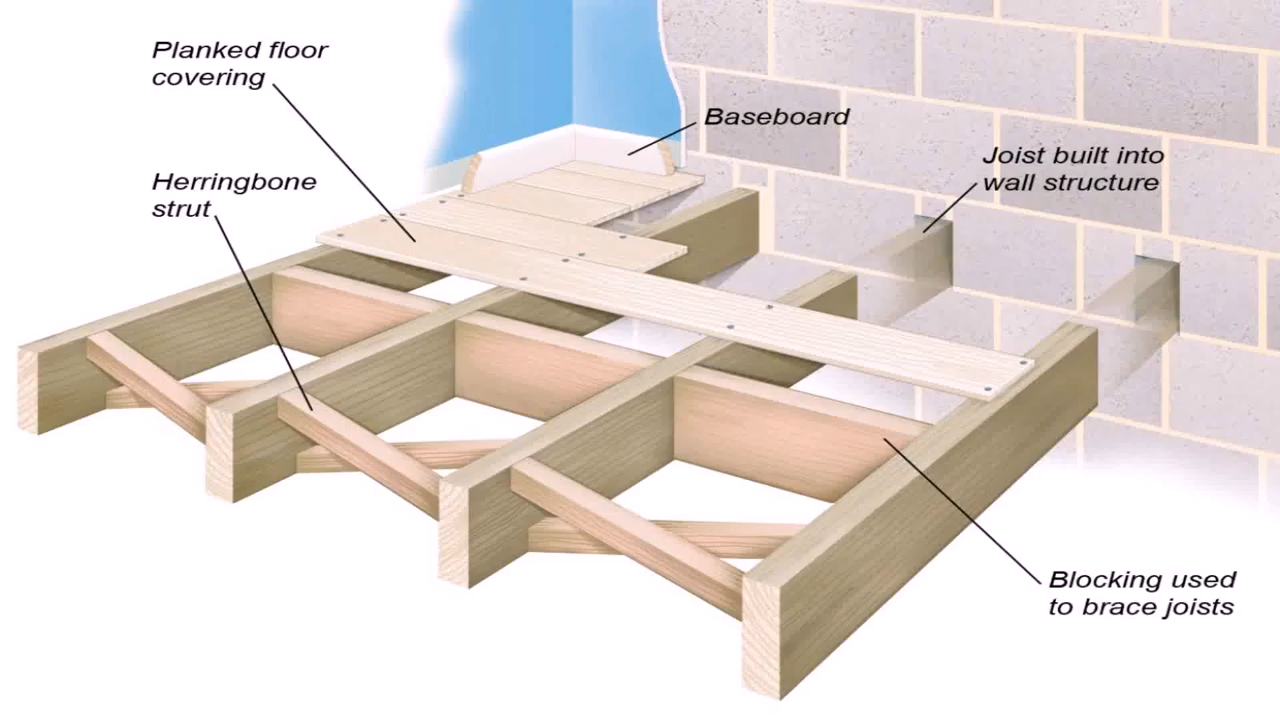 Planked floor
covering
Baseboard
Joist built into
wall structure
Herringbone
strut
Blocking used
to brace joists